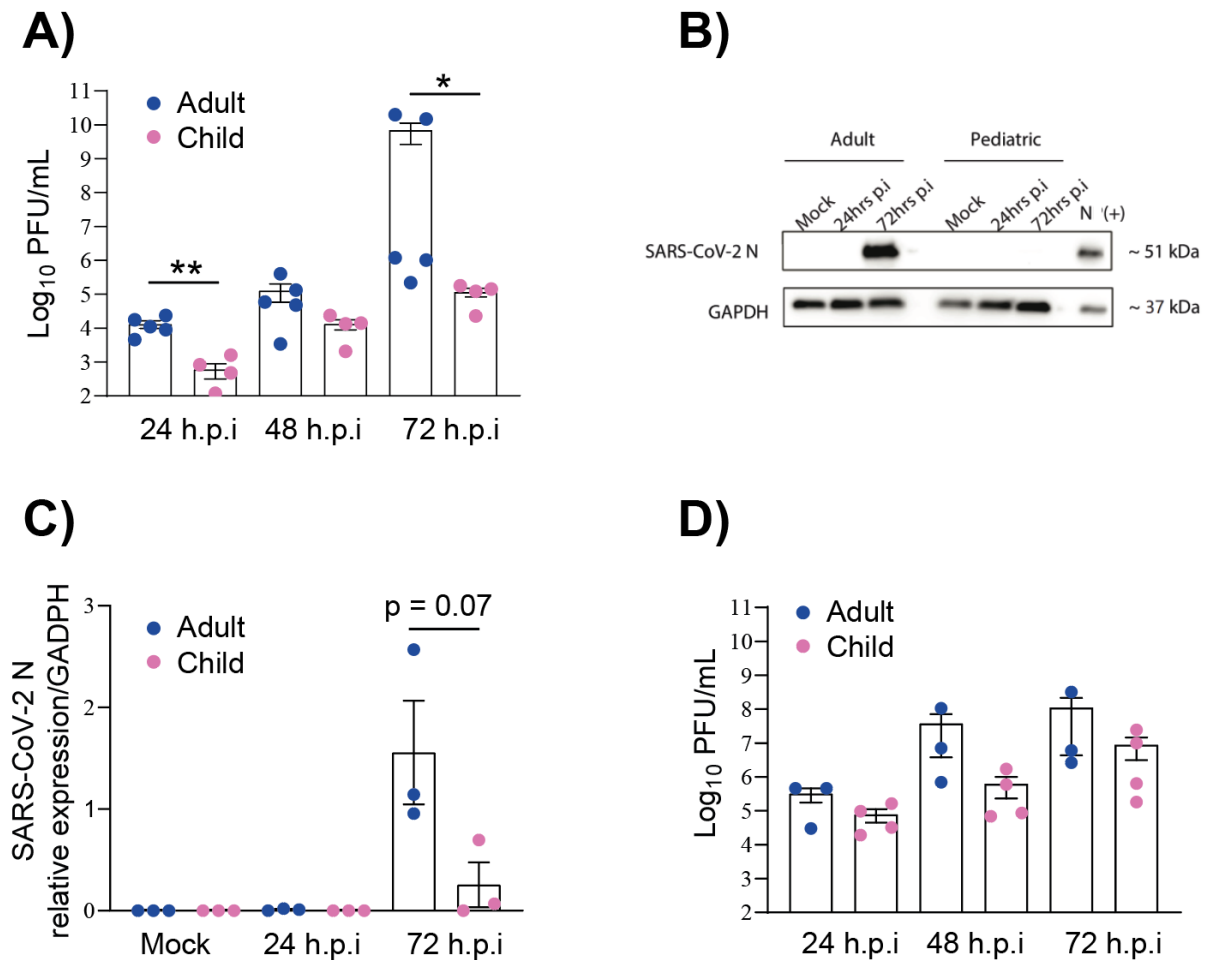 A)
11
10
9
8
7
6
5
4
3
2
Log10 PFU/mL
Adult
Child
**
*
24 h.p.i
48 h.p.i
72 h.p.i
B)
Adult
Pediatric
Mock
24hrs p.i
72hrs p.i
Mock
24hrs p.i
72hrs p.i
N (+)
SARS-CoV-2 N
~ 51 kDa
GAPDH
~ 37 kDa
C)
SARS-CoV-2 N
relative expression/GADPH
3
2
1
0
Adult
Child
p = 0.07
Mock
24 h.p.i
72 h.p.i
D)
11
10
9
8
7
6
5
4
3
2
Log10 PFU/mL
Adult
Child
24 h.p.i
48 h.p.i
72 h.p.i